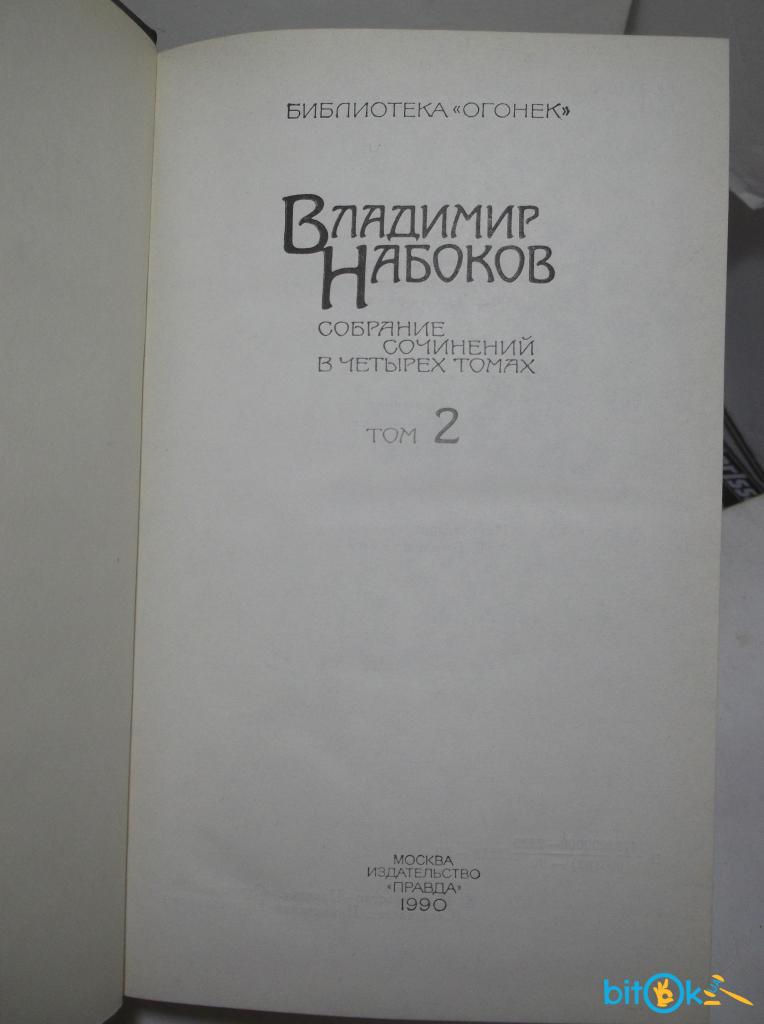 БИБЛИОТЕКА «ОГОНЕК»
ВЛАДИМИР
НАБОКОВ
СОБРАНИЕ
СОЧИНЕНИЙ
В ЧЕТЫРЕХ ТОМАХ
ТОМ 2
МОСКВА
ИЗДАТЕЛЬСТВО
«ПРАВДА»
1990
bitOk